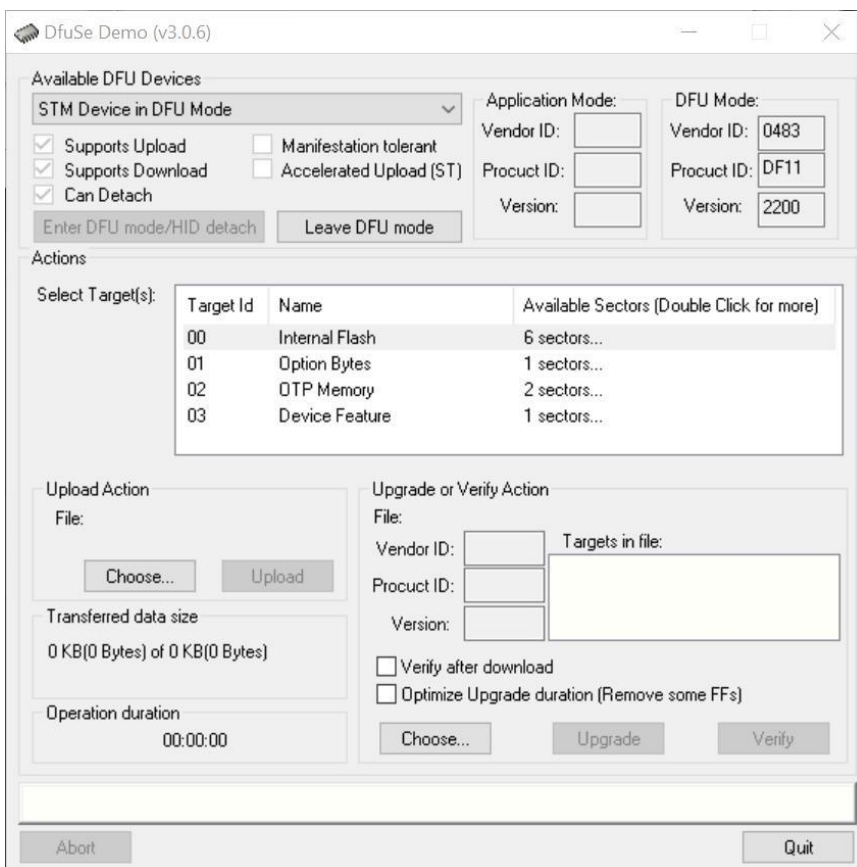 DfuSe Demo (v3.0.6)
Available DFU Devices
STM Device in DFU Mode
Supports Upload
Manifestation tolerant
Supports Download
Accelerated Upload (ST)
Can Detach
Enter DFU mode/HID detach
Leave DFU mode
Application Mode:
Vendor ID:
Procuct ID:
Version:
DFU Mode:
Vendor ID: 0483
Procuct ID: DF11
Version: 2200
Actions
Select Target(s):
Target Id Name Available Sectors (Double Click for more)
00 Internal Flash 6 sectors...
01 Option Bytes 1 sectors...
02 OTP Memory 2 sectors...
03 Device Feature 1 sectors...
Upload Action
File:
Choose... Upload
Transferred data size
0 KB(0 Bytes) of 0 KB(0 Bytes)
Operation duration
00:00:00
Upgrade or Verify Action
File:
Vendor ID:
Procuct ID:
Version:
Targets in file:
Verify after download
Optimize Upgrade duration (Remove some FFs)
Choose... Upgrade Verify
Abort Quit